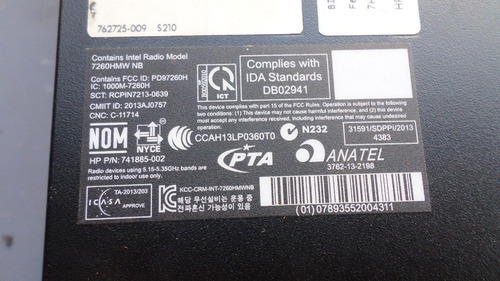 762725-009 S210
Contains Intel Radio Model
7260HMW NB
Contains FCC ID: PD97260H
IC: 1000M-7260H
SCT: RCPIN7213-0639
CMIIT ID: 2013AJ0757
CNC: C-11714
ICT
Complies with
IDA Standards
DB02941
This device complies with part 15 of the FCC Rules. Operation is subject to the following
two conditions: (1) This device may not cause harmful interference, and
(2) this device must accept any interference received, including
interference that may cause undesired operation.
NOM
NYCE
CCAH13LP0360T0
N232
31591/SDPPI/2013
4383
HP P/N: 741885-002
Radio devices using 5.15-5.35GHz bands are
restricted to indoor use.
PTA
ANATEL
3762-13-2198
TA-2013/203
APPROVE
ICASA
KCC-CRM-INT-7260HMWNB
해당 무선설비는 운용 중
전파혼신 가능성이 있음
(01)07893552004311